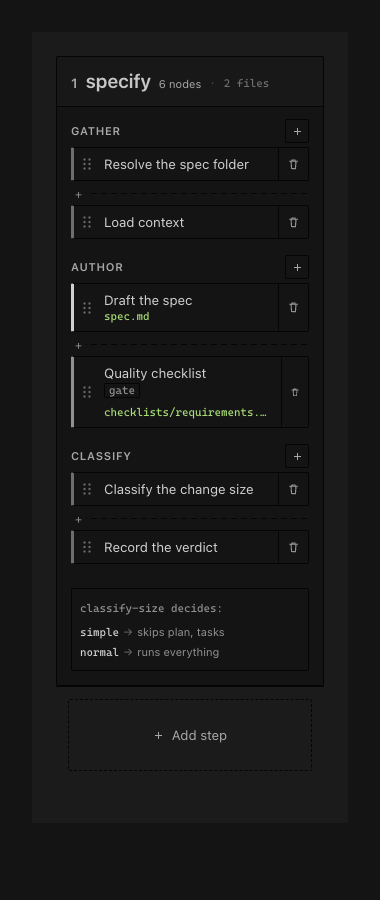 1 specify 6 nodes · 2 files
GATHER +
Resolve the spec folder
+
Load context
AUTHOR +
Draft the spec
spec.md
+
Quality checklist
gate
checklists/requirements.…
CLASSIFY +
Classify the change size
+
Record the verdict
classify-size decides:
simple → skips plan, tasks
normal → runs everything
+ Add step